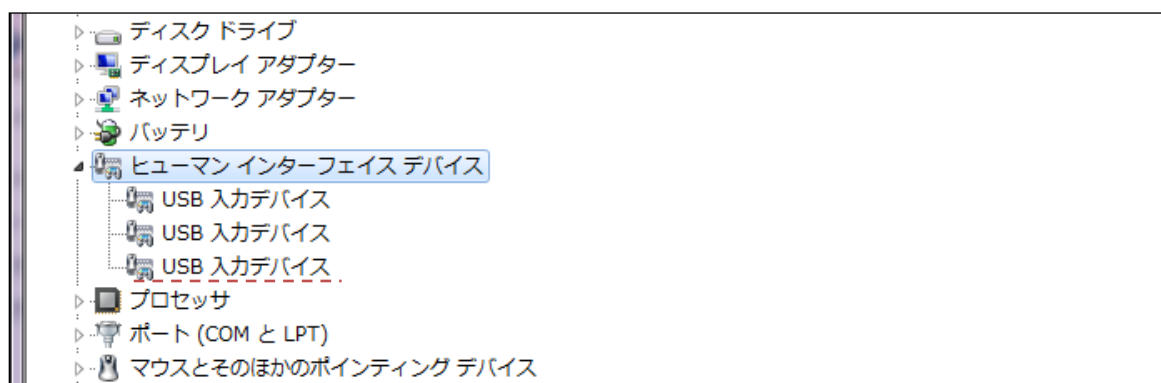 ディスク ドライブ
ディスプレイ アダプター
ネットワーク アダプター
バッテリ
ヒューマン インターフェイス デバイス
USB 入力デバイス
USB 入力デバイス
USB 入力デバイス
プロセッサ
ポート (COM と LPT)
マウスとそのほかのポインティング デバイス